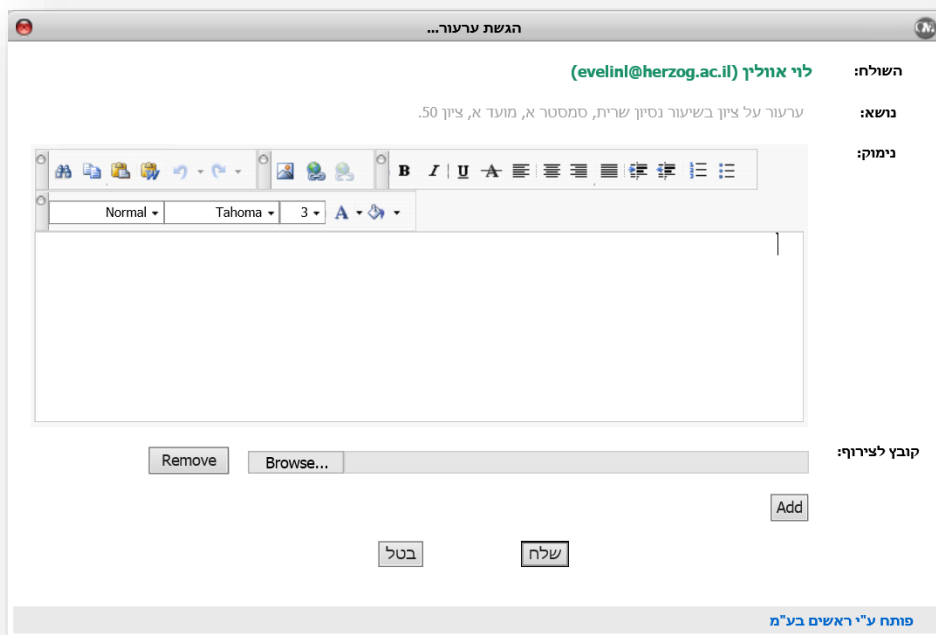 הגשת ערעור...
השולח: לוי אוולין (evelinl@herzog.ac.il)
נושא: ערעור על ציון בשיעור נסיון שרית, סמסטר א, מועד א, ציון 50.
נימוק:
B I U A
Normal Tahoma 3 A
קובץ לצירוף: Browse... Remove
Add
שלח בטל
פותח ע"י ראשים בע"מ